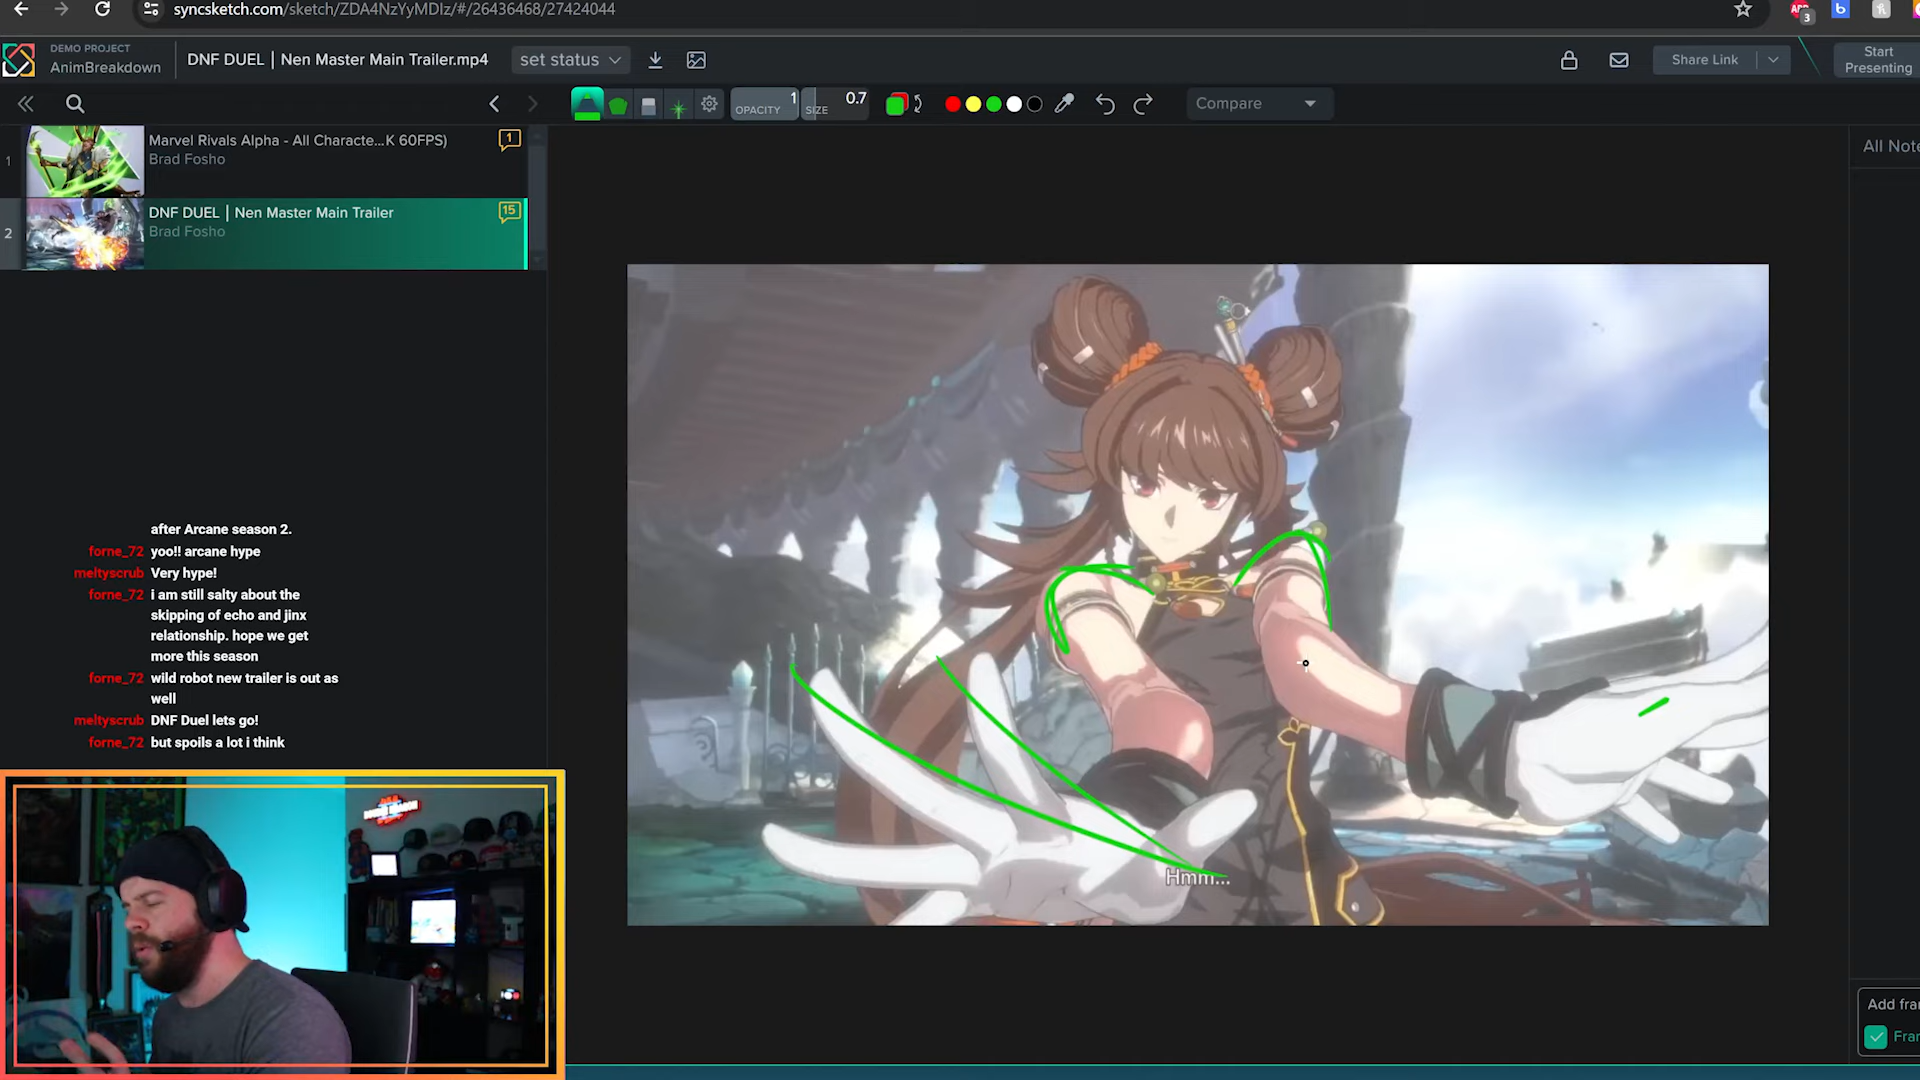 syncsketch.com/sketch/ZDA4NzYyMDIz/#/26436468/27424044
3
DEMO PROJECT
AnimBreakdown
DNF DUEL | Nen Master Main Trailer.mp4
set status
Share Link
Start
Presenting
OPACITY 1
SIZE 0.7
Compare
1
Marvel Rivals Alpha - All Characte...K 60FPS)
Brad Fosho
1
2
DNF DUEL | Nen Master Main Trailer
Brad Fosho
15
All Note
after Arcane season 2.
forne_72 yoo!! arcane hype
meltyscrub Very hype!
forne_72 i am still salty about the
skipping of echo and jinx
relationship. hope we get
more this season
forne_72 wild robot new trailer is out as
well
meltyscrub DNF Duel lets go!
forne_72 but spoils a lot i think
Hmm...
Add fra
Fra